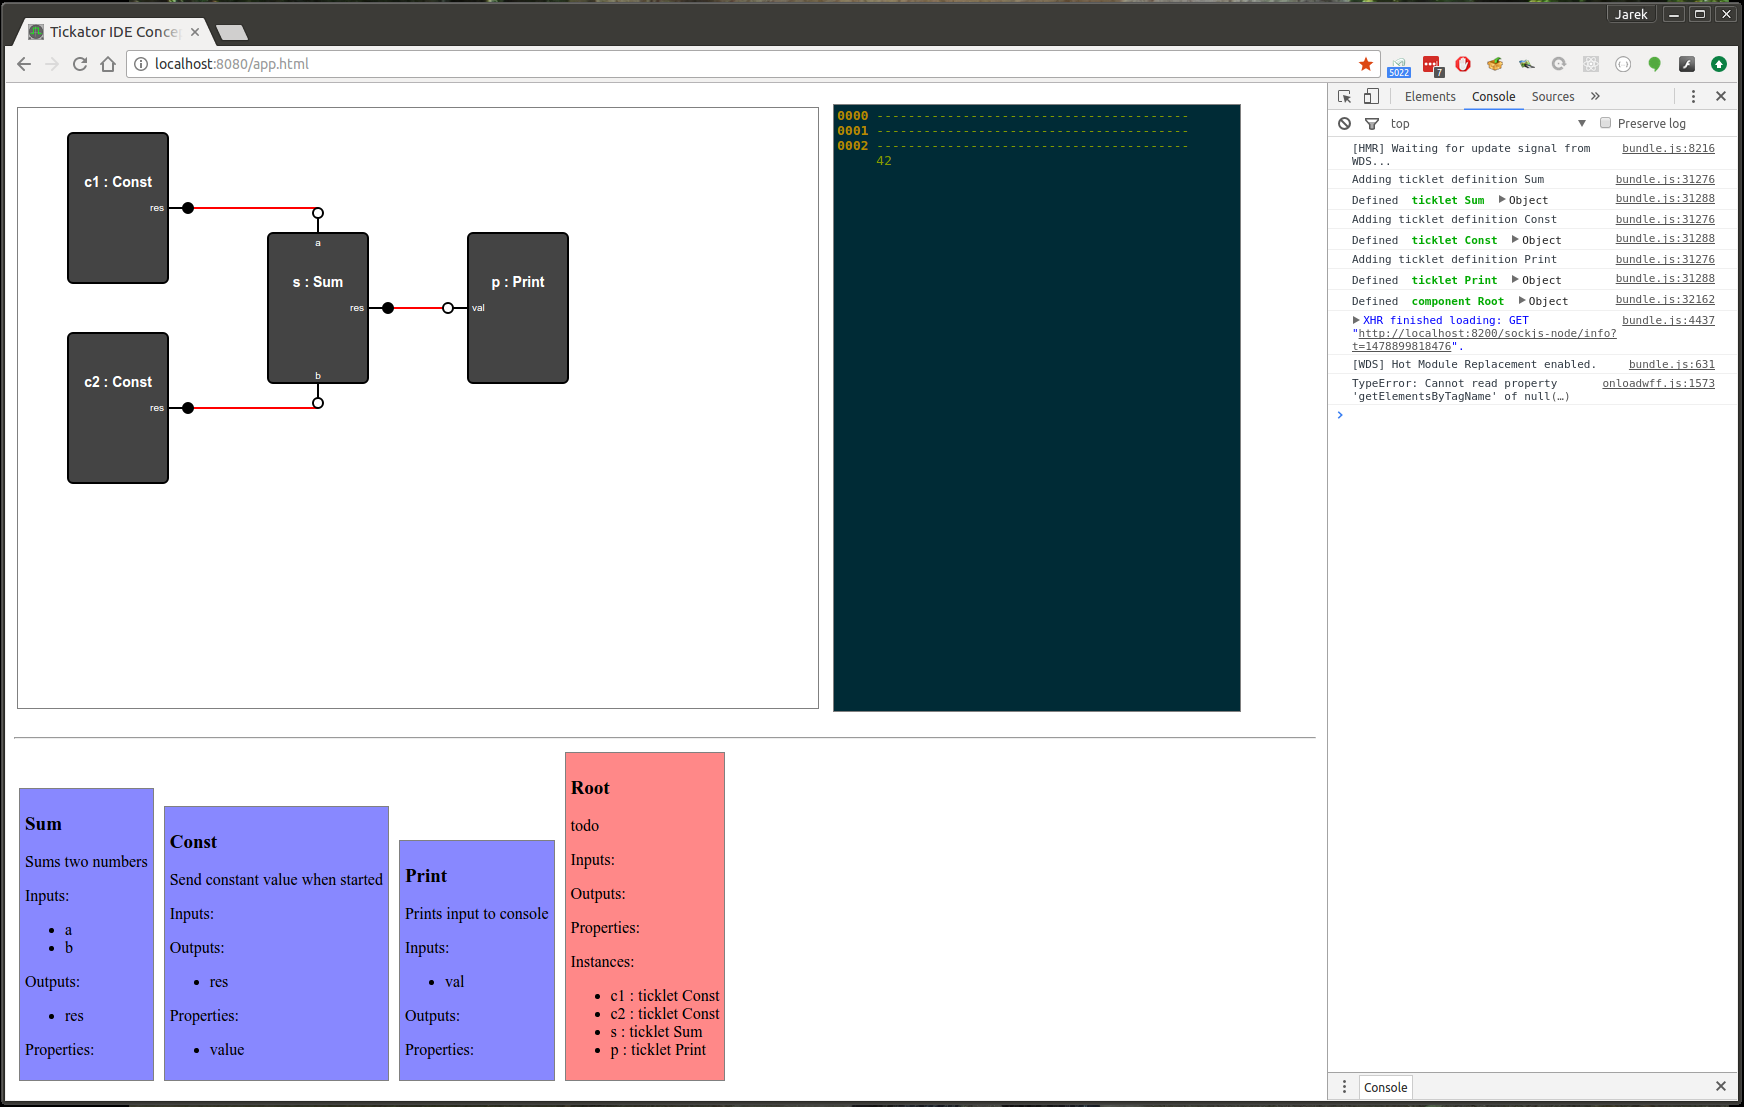 Jarek
Tickator IDE Conce
localhost:8080/app.html
5022
7
c1 : Const
res
a
s : Sum
res
b
p : Print
val
c2 : Const
res
0000 ----------------------------------------
0001 ----------------------------------------
0002 ----------------------------------------
42
Elements Console Sources »
top Preserve log
[HMR] Waiting for update signal from bundle.js:8216
WDS...
Adding ticklet definition Sum bundle.js:31276
Defined ticklet Sum Object bundle.js:31288
Adding ticklet definition Const bundle.js:31276
Defined ticklet Const Object bundle.js:31288
Adding ticklet definition Print bundle.js:31276
Defined ticklet Print Object bundle.js:31288
Defined component Root Object bundle.js:32162
XHR finished loading: GET bundle.js:4437
"http://localhost:8200/sockjs-node/info?
t=1478899818476".
[WDS] Hot Module Replacement enabled. bundle.js:631
TypeError: Cannot read property onloadwff.js:1573
'getElementsByTagName' of null(…)
Sum
Sums two numbers
Inputs:
• a
• b
Outputs:
• res
Properties:
Const
Send constant value when started
Inputs:
Outputs:
• res
Properties:
• value
Print
Prints input to console
Inputs:
• val
Outputs:
Properties:
Root
todo
Inputs:
Outputs:
Properties:
Instances:
• c1 : ticklet Const
• c2 : ticklet Const
• s : ticklet Sum
• p : ticklet Print
Console